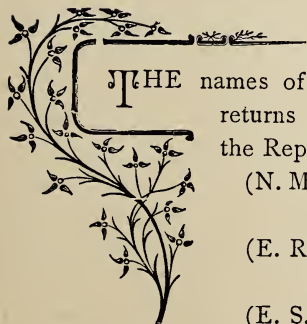 THE names of
returns
the Rep
(N. M
(E. R
(E. S.